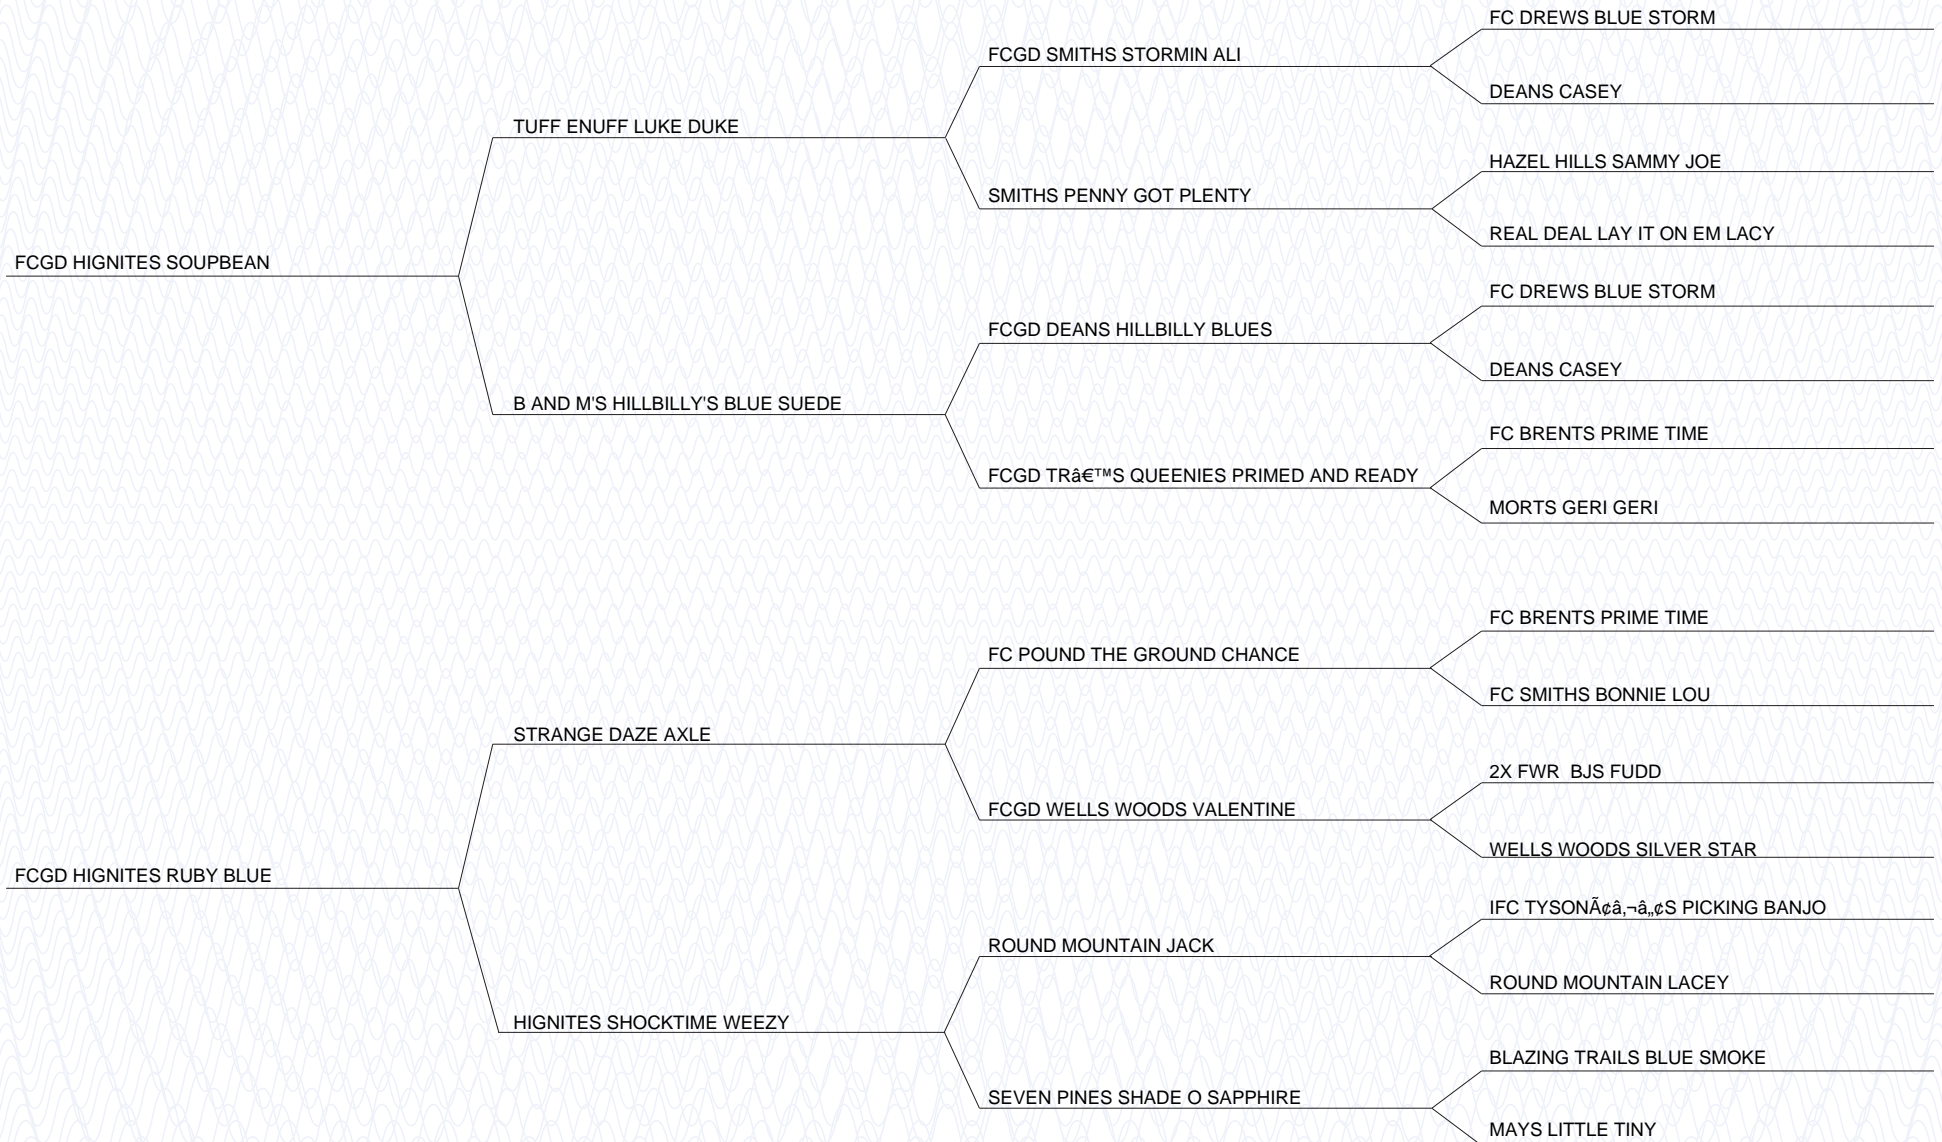 FC DREWS BLUE STORM
FCGD SMITHS STORMIN ALI
DEANS CASEY
TUFF ENUFF LUKE DUKE
HAZEL HILLS SAMMY JOE
SMITHS PENNY GOT PLENTY
REAL DEAL LAY IT ON EM LACY
FCGD HIGNITES SOUPBEAN
FC DREWS BLUE STORM
FCGD DEANS HILLBILLY BLUES
DEANS CASEY
B AND M'S HILLBILLY'S BLUE SUEDE
FC BRENTS PRIME TIME
FCGD TRâ€™S QUEENIES PRIMED AND READY
MORTS GERI GERI
FC BRENTS PRIME TIME
FC POUND THE GROUND CHANCE
FC SMITHS BONNIE LOU
STRANGE DAZE AXLE
2X FWR  BJS FUDD
FCGD WELLS WOODS VALENTINE
WELLS WOODS SILVER STAR
FCGD HIGNITES RUBY BLUE
IFC TYSONÃ¢â‚¬â„¢S PICKING BANJO
ROUND MOUNTAIN JACK
ROUND MOUNTAIN LACEY
HIGNITES SHOCKTIME WEEZY
BLAZING TRAILS BLUE SMOKE
SEVEN PINES SHADE O SAPPHIRE
MAYS LITTLE TINY